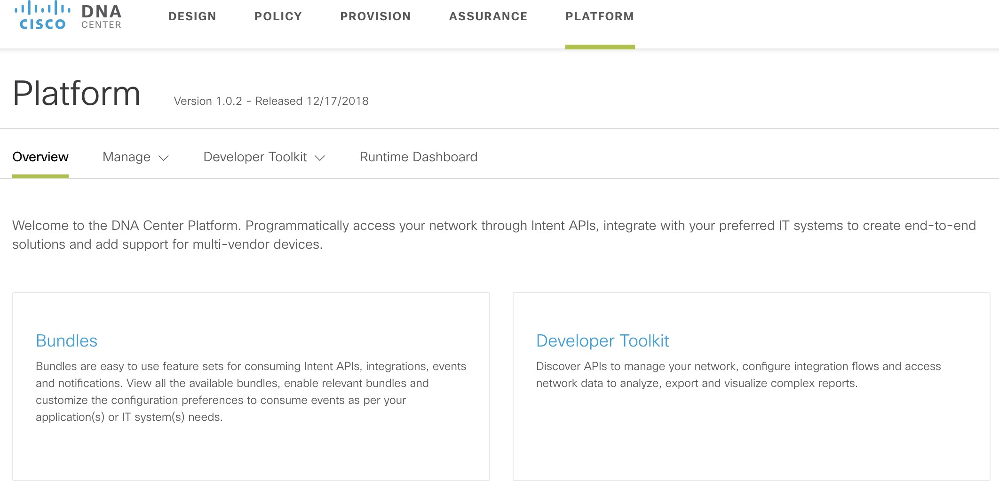 CISCO
DNA
CENTER
DESIGN
POLICY
PROVISION
ASSURANCE
PLATFORM
Platform
Version 1.0.2 - Released 12/17/2018
Overview
Manage
Developer Toolkit
Runtime Dashboard
Welcome to the DNA Center Platform. Programmatically access your network through Intent APIs, integrate with your preferred IT systems to create end-to-end
solutions and add support for multi-vendor devices.
Bundles
Bundles are easy to use feature sets for consuming Intent APIs, integrations, events
and notifications. View all the available bundles, enable relevant bundles and
customize the configuration preferences to consume events as per your
application(s) or IT system(s) needs.
Developer Toolkit
Discover APIs to manage your network, configure integration flows and access
network data to analyze, export and visualize complex reports.